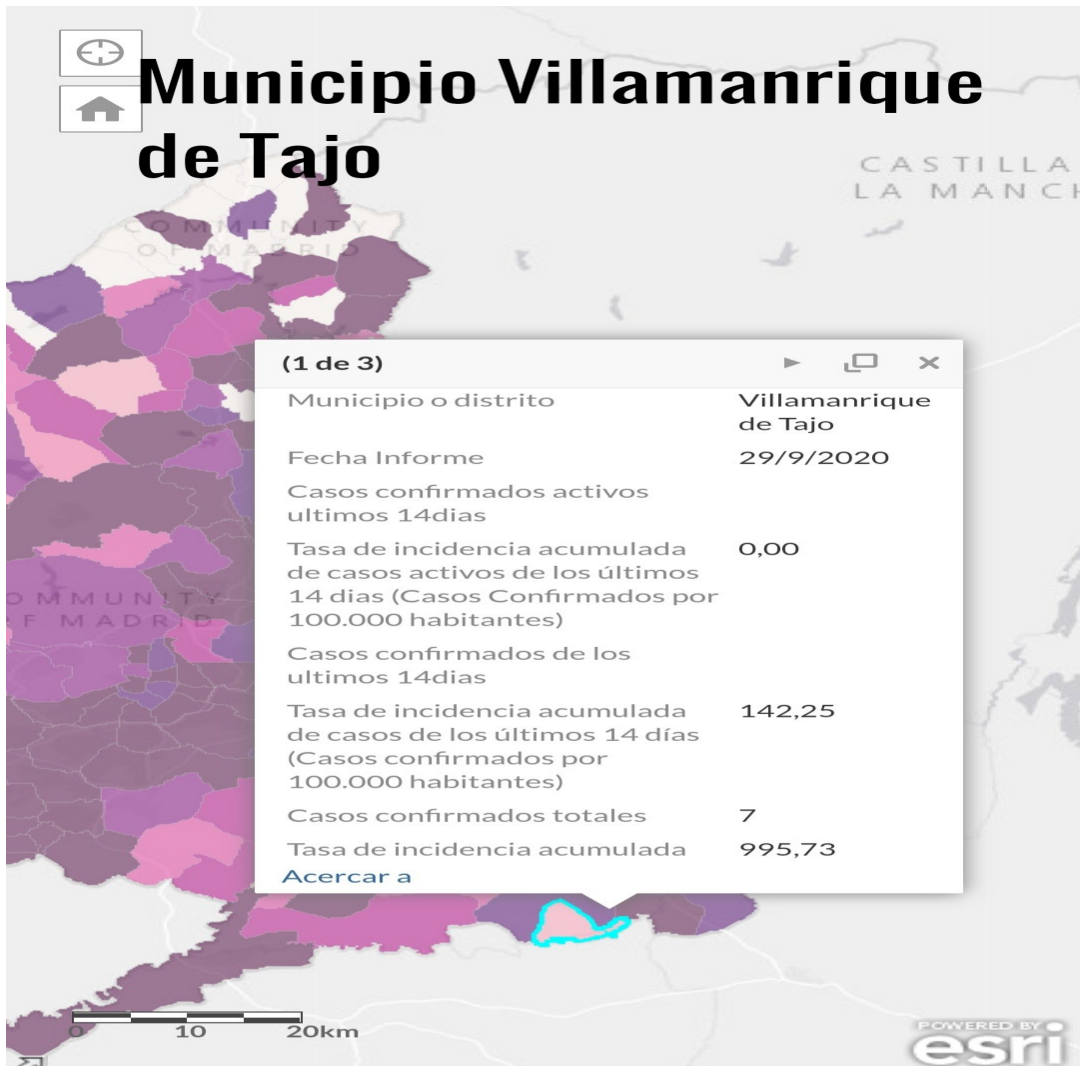 Municipio Villamanrique
de Tajo
CASTILLA
LA MANCH
COMMUNITY
OF MADRID
(1 de 3)
Municipio o distrito
Villamanrique
de Tajo
Fecha Informe
29/9/2020
Casos confirmados activos
ultimos 14dias
Tasa de incidencia acumulada
de casos activos de los últimos
14 dias (Casos Confirmados por
100.000 habitantes)
0,00
Casos confirmados de los
ultimos 14dias
Tasa de incidencia acumulada
de casos de los últimos 14 días
(Casos confirmados por
100.000 habitantes)
142,25
Casos confirmados totales
7
Tasa de incidencia acumulada
995,73
Acercar a
OMMUNITY
F MADRID
0 10 20km
POWERED BY
esri